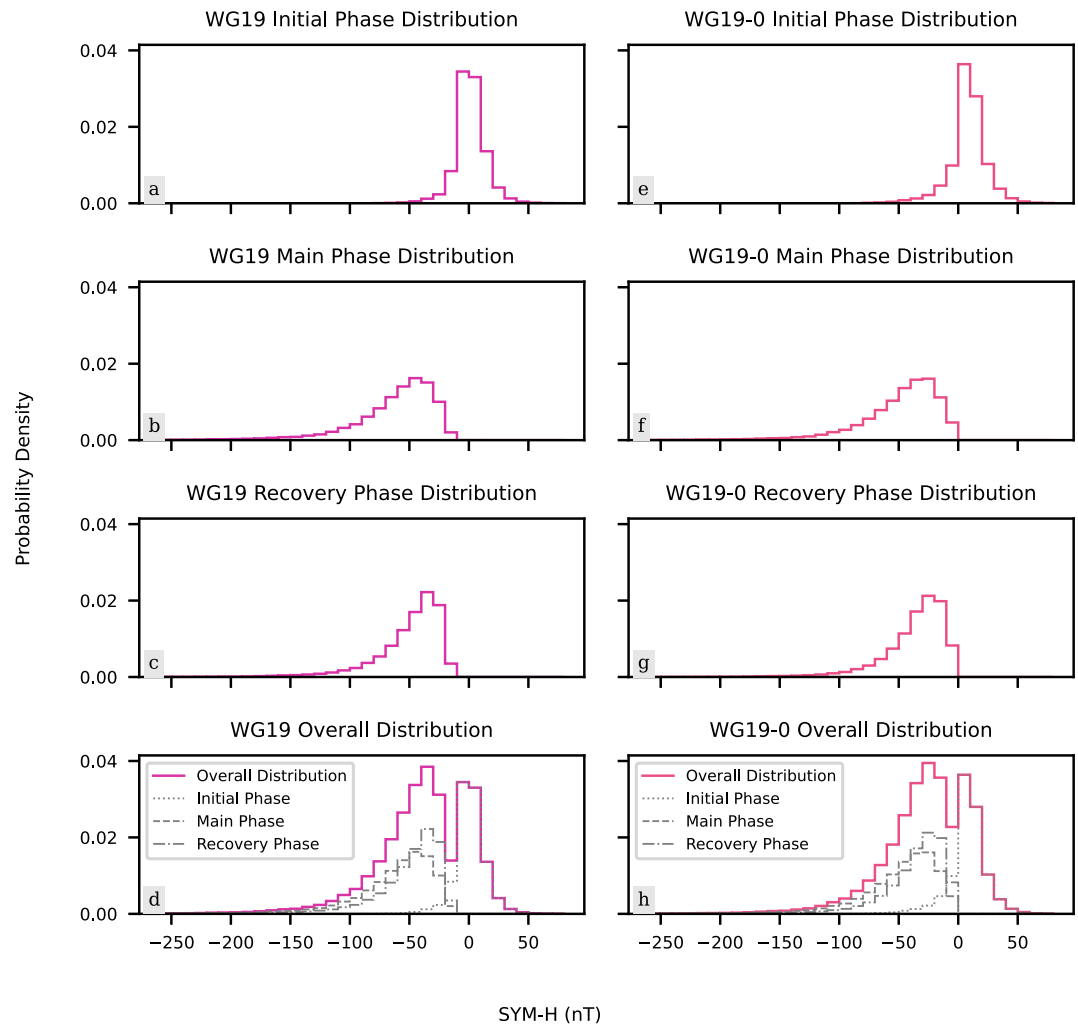 WG19 Initial Phase Distribution
WG19-0 Initial Phase Distribution
0.04
0.02
0.00
a
e
WG19 Main Phase Distribution
WG19-0 Main Phase Distribution
0.04
0.02
0.00
b
f
Probability Density
WG19 Recovery Phase Distribution
WG19-0 Recovery Phase Distribution
0.04
0.02
0.00
c
g
WG19 Overall Distribution
WG19-0 Overall Distribution
0.04
0.02
0.00
Overall Distribution
Initial Phase
Main Phase
Recovery Phase
d
Overall Distribution
Initial Phase
Main Phase
Recovery Phase
h
−250 −200 −150 −100 −50 0 50
−250 −200 −150 −100 −50 0 50
SYM-H (nT)